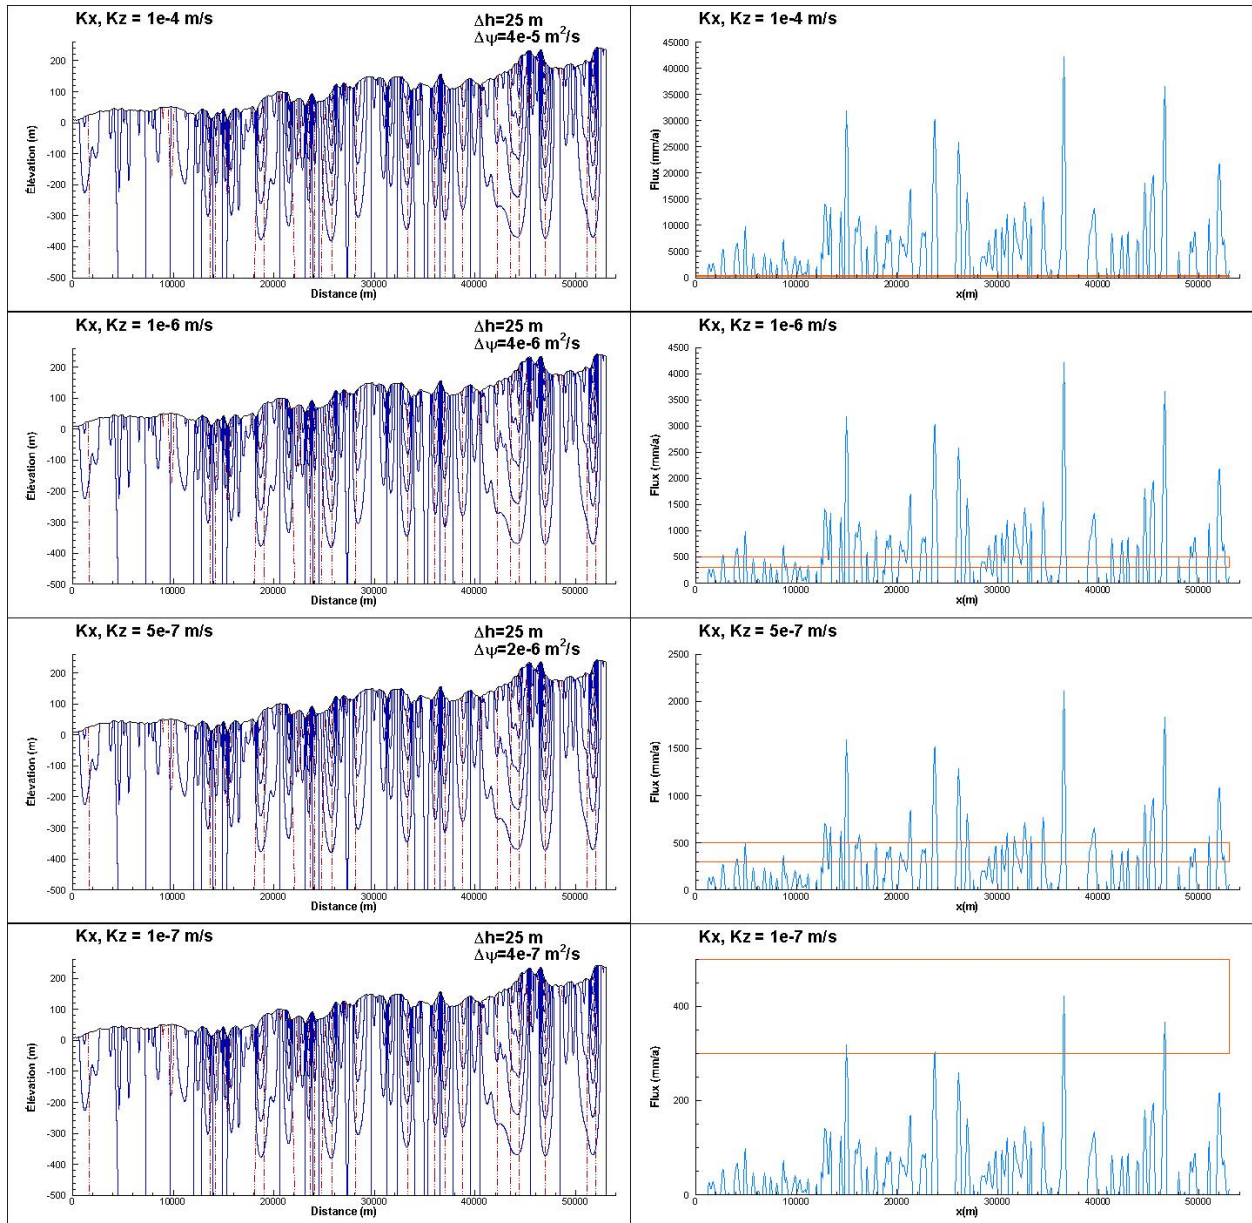 Kx, Kz = 1e-4 m/s
Δh=25 m
Δψ=4e-5 m²/s
Élévation (m)
200
100
0
-100
-200
-300
-400
-500
0 10000 20000 30000 40000 50000
Distance (m)
Kx, Kz = 1e-4 m/s
Flux (mm/a)
45000
40000
35000
30000
25000
20000
15000
10000
5000
0
10000 20000 30000 40000 50000
x(m)
Kx, Kz = 1e-6 m/s
Δh=25 m
Δψ=4e-6 m²/s
Élévation (m)
200
100
0
-100
-200
-300
-400
-500
0 10000 20000 30000 40000 50000
Distance (m)
Kx, Kz = 1e-6 m/s
Flux (mm/a)
4500
4000
3500
3000
2500
2000
1500
1000
500
0
10000 20000 30000 40000 50000
x(m)
Kx, Kz = 5e-7 m/s
Δh=25 m
Δψ=2e-6 m²/s
Élévation (m)
200
100
0
-100
-200
-300
-400
-500
0 10000 20000 30000 40000 50000
Distance (m)
Kx, Kz = 5e-7 m/s
Flux (mm/a)
2500
2000
1500
1000
500
0
10000 20000 30000 40000 50000
x(m)
Kx, Kz = 1e-7 m/s
Δh=25 m
Δψ=4e-7 m²/s
Élévation (m)
200
100
0
-100
-200
-300
-400
-500
0 10000 20000 30000 40000 50000
Distance (m)
Kx, Kz = 1e-7 m/s
Flux (mm/a)
400
200
0
10000 20000 30000 40000 50000
x(m)